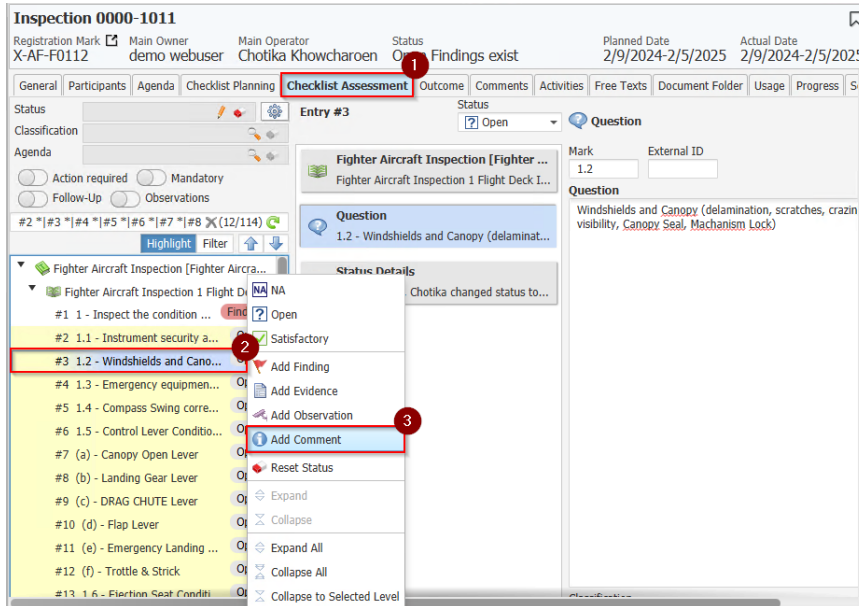 Inspection 0000-1011
Registration Mark Main Owner Main Operator Status Planned Date Actual Date
X-AF-F0112 demo webuser Chotika Khowcharoen Findings exist 2/9/2024-2/5/2025 2/9/2024-2/5/2025
1
General Participants Agenda Checklist Planning Checklist Assessment Outcome Comments Activities Free Texts Document Folder Usage Progress
Status
Classification
Agenda
Action required Mandatory
Follow-Up Observations
#2 *|#3 *|#4 *|#5 *|#6 *|#7 *|#8 (12/114)
Highlight Filter
Fighter Aircraft Inspection [Fighter Aircra...
Fighter Aircraft Inspection 1 Flight
#1 1 - Inspect the condition ...
#2 1.1 - Instrument security a...
2
#3 1.2 - Windshields and Cano...
#4 1.3 - Emergency equipmen...
#5 1.4 - Compass Swing corre...
#6 1.5 - Control Lever Conditio...
#7 (a) - Canopy Open Lever
#8 (b) - Landing Gear Lever
#9 (c) - DRAG CHUTE Lever
#10 (d) - Flap Lever
#11 (e) - Emergency Landing ...
#12 (f) - Trottle & Strick
#13 1.6 - Ejection Seat Conditi...
NA NA
? Open
Satisfactory
Add Finding
Add Evidence
Add Observation
3
Add Comment
Reset Status
Expand
Collapse
Expand All
Collapse All
Collapse to Selected Level
Entry #3
Status
? Open
Fighter Aircraft Inspection [Fighter ...
Fighter Aircraft Inspection 1 Flight Deck I...
Question
1.2 - Windshields and Canopy (delaminat...
Status Details
Chotika changed status to...
Question
Mark External ID
1.2
Question
Windshields and Canopy (delamination, scratches,
visibility, Canopy Seal, Machanism Lock)